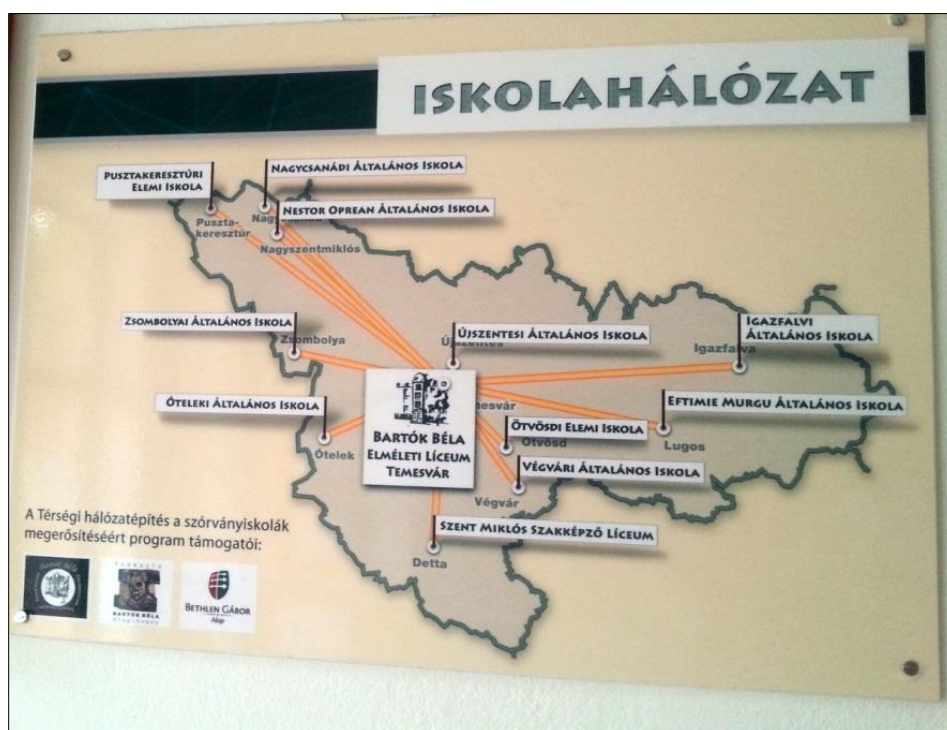 ISKOLAHÁLÓZAT
PUSZTAKERESZTÚRI
ELEMI ISKOLA
NAGYCSANÁDI ÁLTALÁNOS ISKOLA
NESTOR OPREAN ÁLTALÁNOS ISKOLA
Puszta-
keresztúr
Nagyszentmiklós
ZSOMBOLYAI ÁLTALÁNOS ISKOLA
Zsombolya
ÚJSZENTESI ÁLTALÁNOS ISKOLA
IGAZFALVI
ÁLTALÁNOS ISKOLA
Igazfalva
ÓTELEKI ÁLTALÁNOS ISKOLA
Ótelek
BARTÓK BÉLA
ELMÉLETI LÍCEUM
TEMESVÁR
EFTIMIE MURGU ÁLTALÁNOS ISKOLA
Lugos
ÖTVÖSDI ELEMI ISKOLA
Ötvösd
VÉGVÁRI ÁLTALÁNOS ISKOLA
Végvár
SZENT MIKLÓS SZAKKÉPZŐ LÍCEUM
Detta
A Térségi hálózatépítés a szórványiskolák
megerősítéséért program támogatói:
BARTÓK BÉLA
BETHLEN GÁBOR
Alap